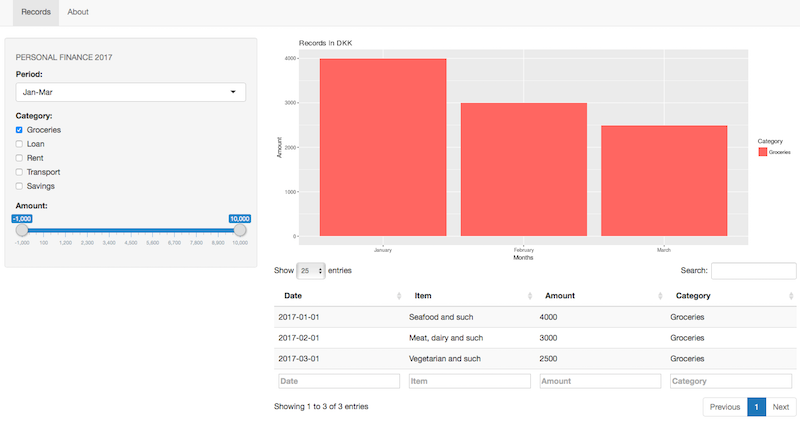 Records About
PERSONAL FINANCE 2017
Period:
Jan-Mar
Category:
Groceries
Loan
Rent
Transport
Savings
Amount:
-1,000 10,000
-1,000 100 1,200 2,300 3,400 4,500 5,600 6,700 7,800 8,900 10,000
Records in DKK
Amount
4000
3000
2000
1000
0
January February March
Months
Category
Groceries
Show 25 entries Search:
Date Item Amount Category
2017-01-01 Seafood and such 4000 Groceries
2017-02-01 Meat, dairy and such 3000 Groceries
2017-03-01 Vegetarian and such 2500 Groceries
Date Item Amount Category
Showing 1 to 3 of 3 entries Previous 1 Next